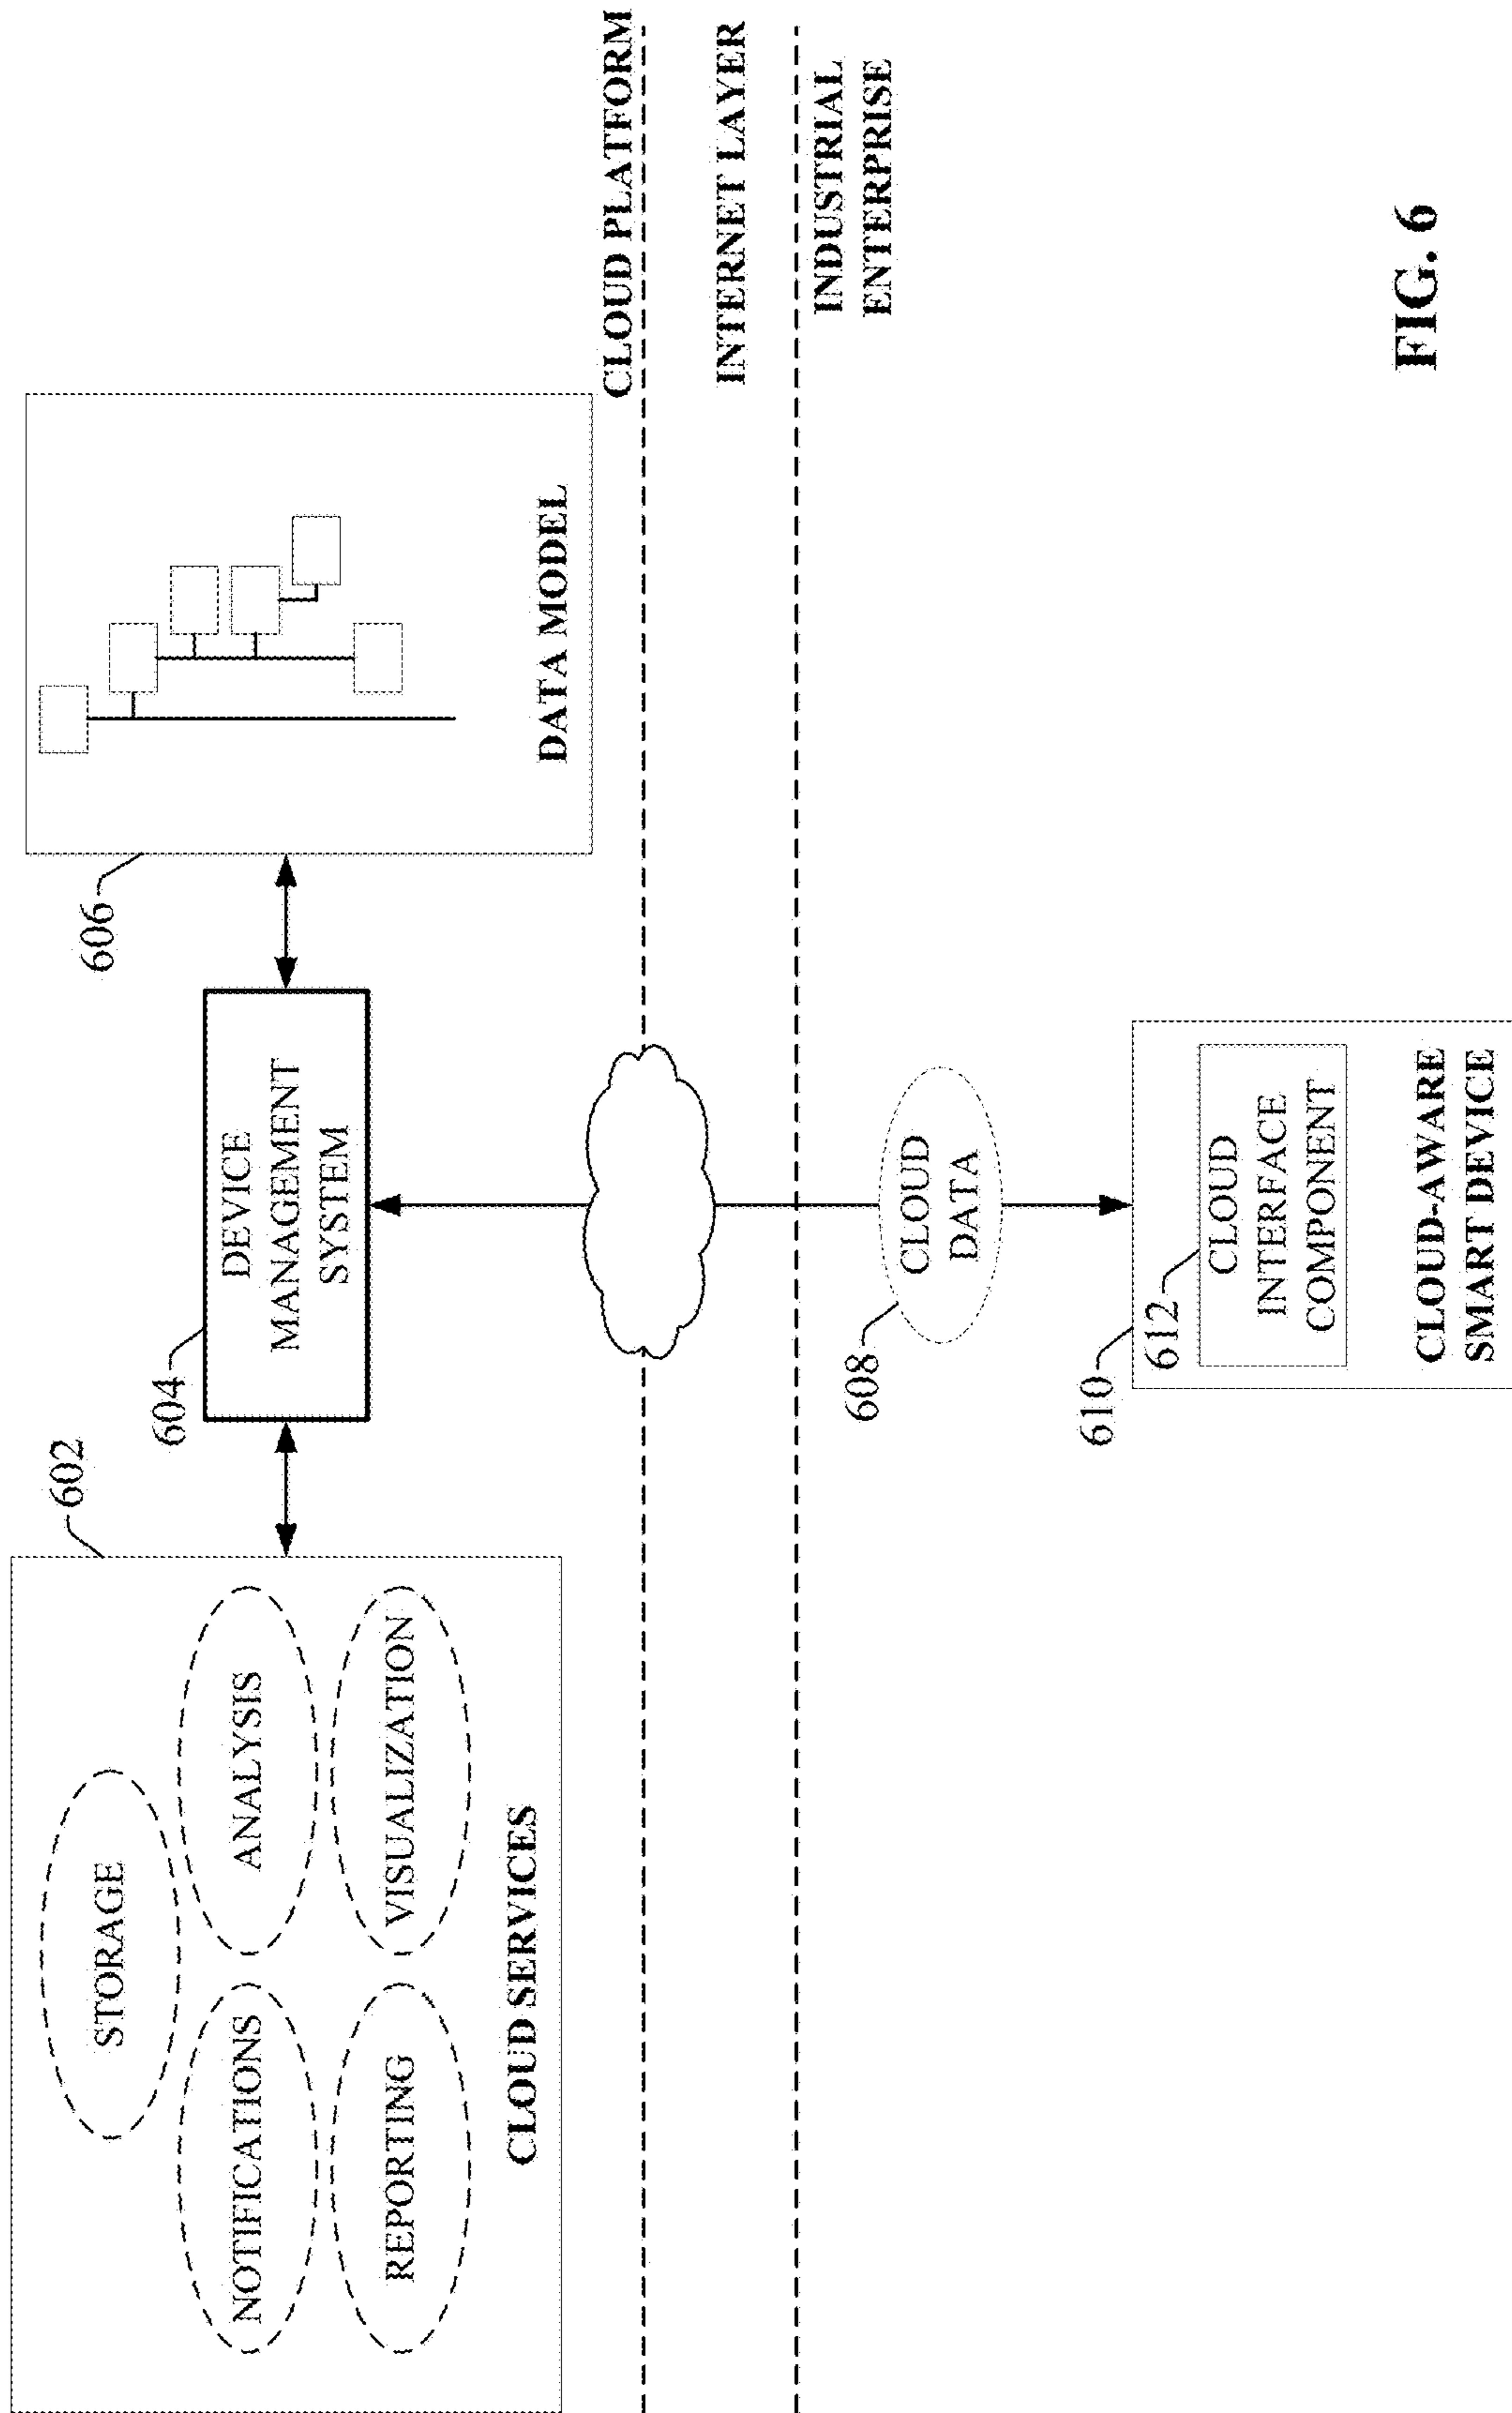 602
STORAGE
NOTIFICATIONS
ANALYSIS
REPORTING
VISUALIZATION
CLOUD SERVICES
604
DEVICE
MANAGEMENT
SYSTEM
606
DATA MODEL
CLOUD PLATFORM
INTERNET LAYER
INDUSTRIAL
ENTERPRISE
608
CLOUD
DATA
610
612
CLOUD
INTERFACE
COMPONENT
CLOUD-AWARE
SMART DEVICE
FIG. 6